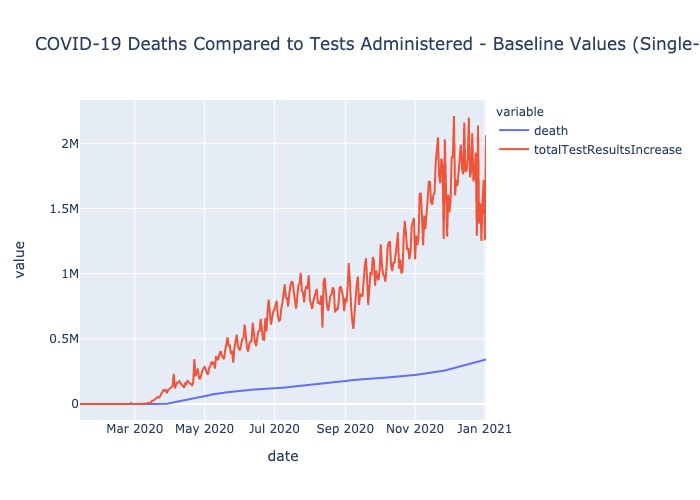 COVID-19 Deaths Compared to Tests Administered - Baseline Values (Single-
variable
death
totalTestResultsIncrease
value
2M
1.5M
1M
0.5M
0
Mar 2020 May 2020 Jul 2020 Sep 2020 Nov 2020 Jan 2021
date